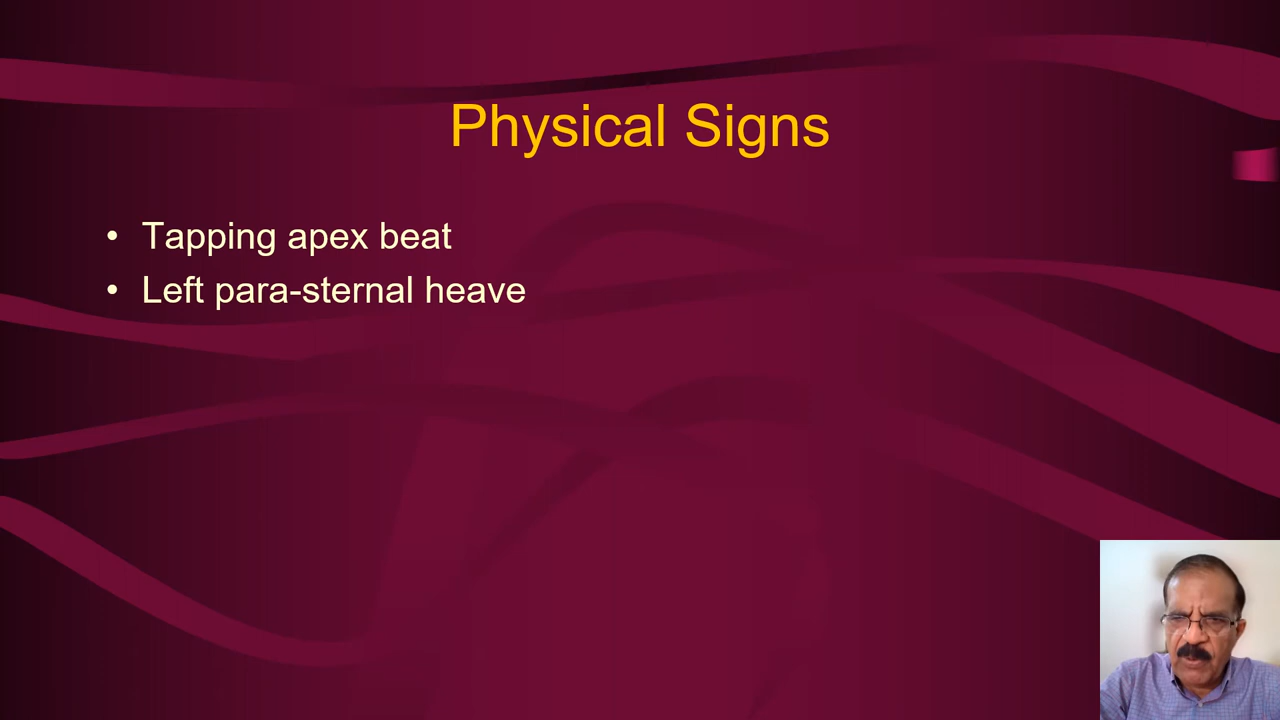 Physical Signs
• Tapping apex beat
• Left para-sternal heave